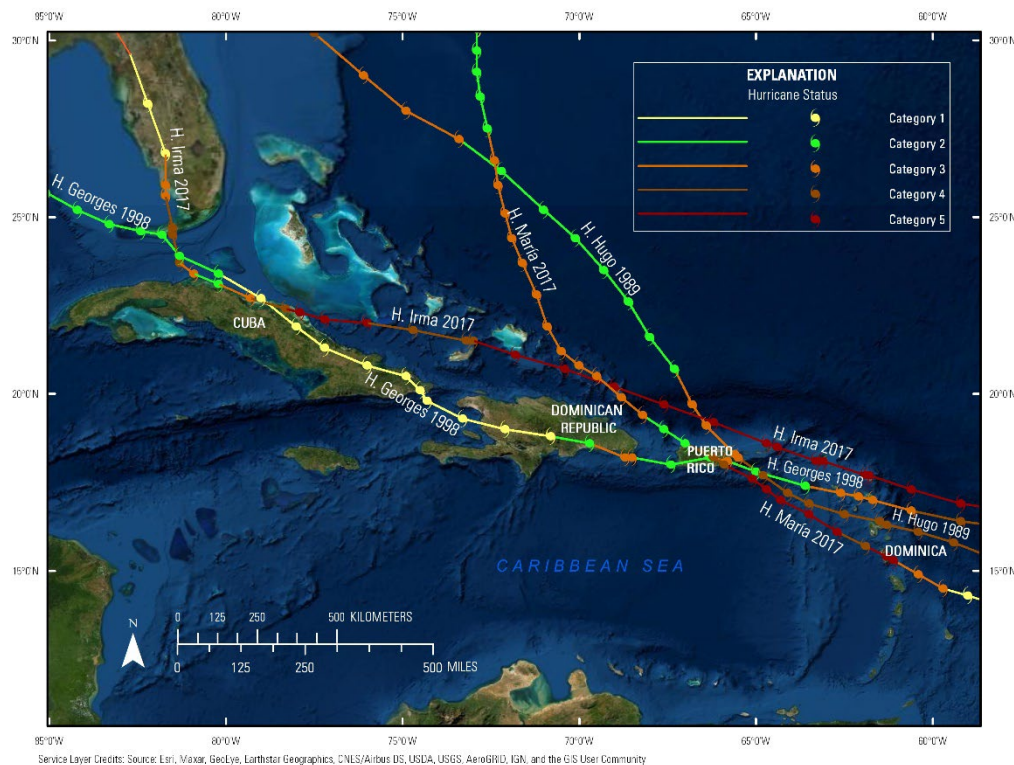 85°0'W 80°0'W 75°0'W 70°0'W 65°0'W 60°0'W
30°0'N 30°0'N
EXPLANATION
Hurricane Status
Category 1
Category 2
Category 3
Category 4
Category 5
H. Irma 2017
H. Georges 1998
25°0'N 25°0'N
H. María 2017
H. Hugo 1989
CUBA
H. Irma 2017
H. Georges 1998
20°0'N 20°0'N
DOMINICAN
REPUBLIC
PUERTO
RICO
H. Irma 2017
H. Georges 1998
H. Hugo 1989
H. María 2017
DOMINICA
CARIBBEAN SEA
15°0'N 15°0'N
N
0 125 250 500 KILOMETERS
0 125 250 500 MILES
85°0'W 80°0'W 75°0'W 70°0'W 65°0'W 60°0'W
Service Layer Credits: Source: Esri, Maxar, GeoEye, Earthstar Geographics, CNES/Airbus DS, USDA, USGS, AeroGRID, IGN, and the GIS User Community